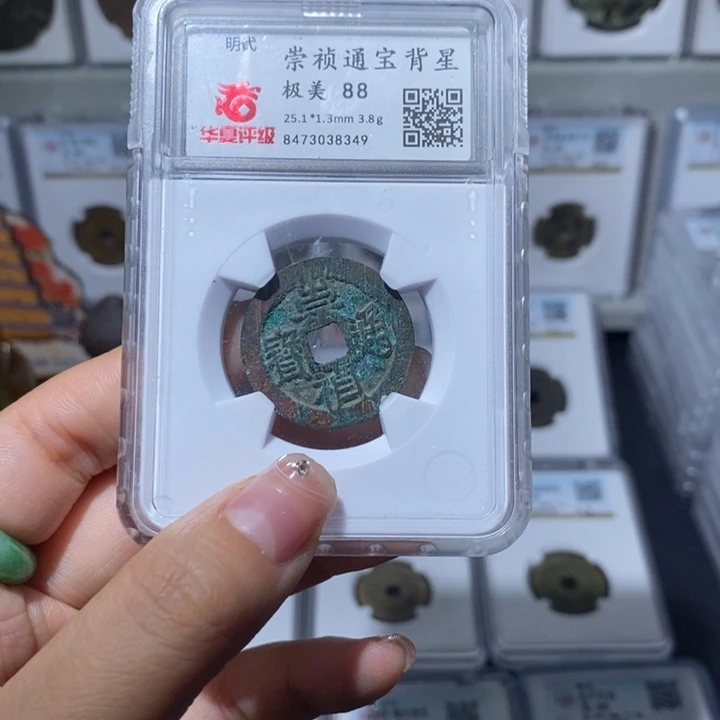 明式
崇祯通宝背星
极美 88
25.1*1.3mm 3.8g
8473038349
华夏评级
崇禎通寶